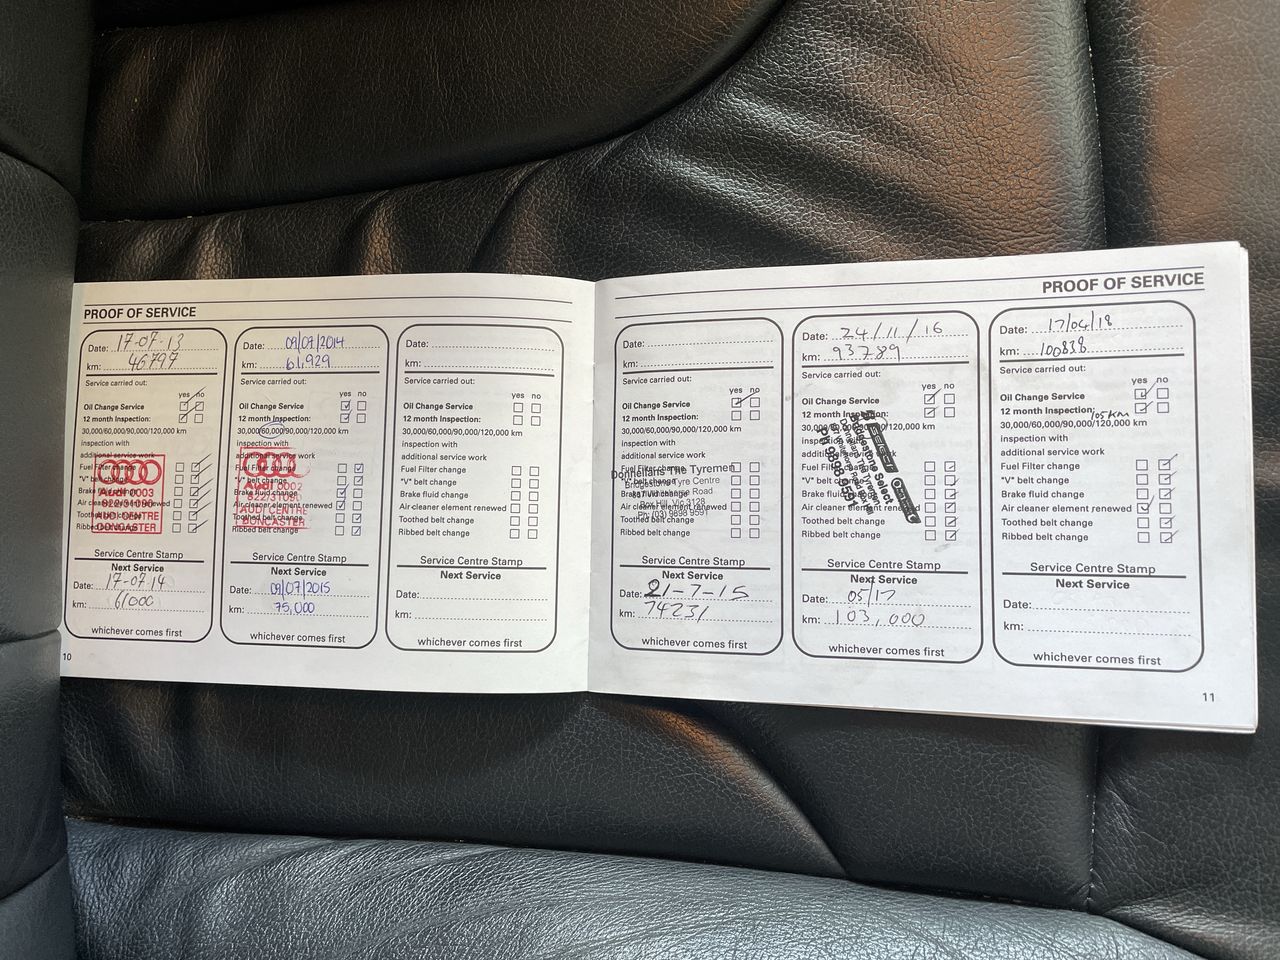 PROOF OF SERVICE
Date: 17-07-13
km: 46797
Service carried out:
yes no
Oil Change Service
12 month Inspection:
30,000/60,000/90,000/120,000 km
inspection with
additional service work
Fuel Filter change
"V" belt change
Brake fluid change
Air cleaner element renewed
Toothed belt change
Ribbed belt change
Audi 0003
AUDI CENTRE
DONCASTER
Service Centre Stamp
Next Service
Date: 17-07-14
km: 61000
whichever comes first
10
Date: 09/09/2014
km: 61,929
Service carried out:
yes no
Oil Change Service
12 month Inspection:
30,000/60,000/90,000/120,000 km
inspection with
additional service work
Fuel Filter change
"V" belt change
Brake fluid change
Air cleaner element renewed
Toothed belt change
Ribbed belt change
AUDI CENTRE
DONCASTER
Service Centre Stamp
Next Service
Date: 09/07/2015
km: 75,000
whichever comes first
Date:
km:
Service carried out:
yes no
Oil Change Service
12 month Inspection:
30,000/60,000/90,000/120,000 km
inspection with
additional service work
Fuel Filter change
"V" belt change
Brake fluid change
Air cleaner element renewed
Toothed belt change
Ribbed belt change
Service Centre Stamp
Next Service
Date:
km:
whichever comes first
PROOF OF SERVICE
Date:
km:
Service carried out:
yes no
Oil Change Service
12 month Inspection:
30,000/60,000/90,000/120,000 km
inspection with
additional service work
Fuel Filter change
"V" belt change
Brake fluid change
Air cleaner element renewed
Toothed belt change
Ribbed belt change
Donnellans The Tyremen
Bridgestone Tyre Centre
Road
Box Hill, Vic 3128
Ph: (03) 9898 9591
Service Centre Stamp
Next Service
Date: 21-7-15
km: 74231
whichever comes first
Date: 24/11/16
km: 93789
Service carried out:
yes no
Oil Change Service
12 month Inspection:
30,000/60,000/90,000/120,000 km
inspection with
additional service work
Fuel Filter change
"V" belt change
Brake fluid change
Air cleaner element renewed
Toothed belt change
Ribbed belt change
Bridgestone Select
Service Centre Stamp
Next Service
Date: 05/17
km: 103,000
whichever comes first
Date: 17/04/18
km: 100838
Service carried out:
yes no
Oil Change Service
12 month Inspection:
105KM
30,000/60,000/90,000/120,000 km
inspection with
additional service work
Fuel Filter change
"V" belt change
Brake fluid change
Air cleaner element renewed
Toothed belt change
Ribbed belt change
Service Centre Stamp
Next Service
Date:
km:
whichever comes first
11